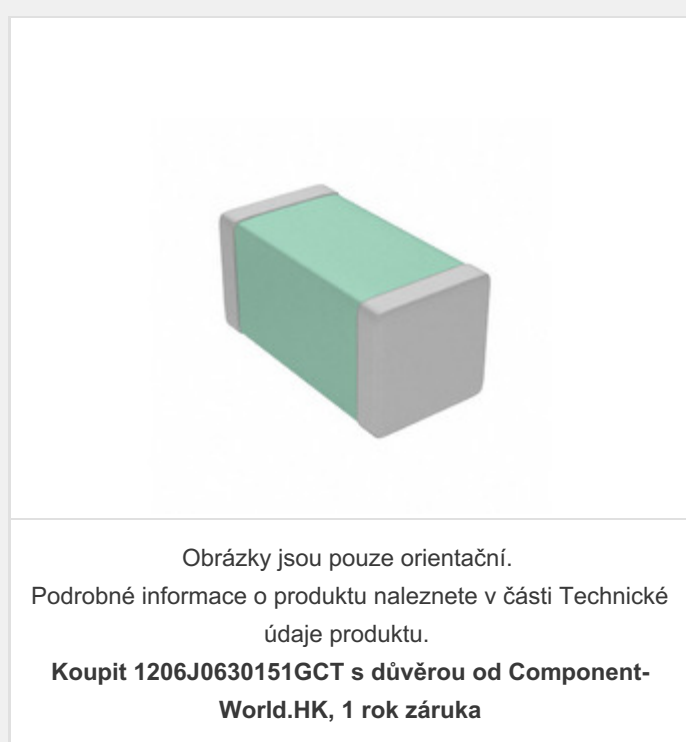 Obrázky jsou pouze orientační.
Podrobné informace o produktu naleznete v části Technické
údaje produktu.
Koupit 1206J0630151GCT s důvěrou od Component-
World.HK, 1 rok záruka